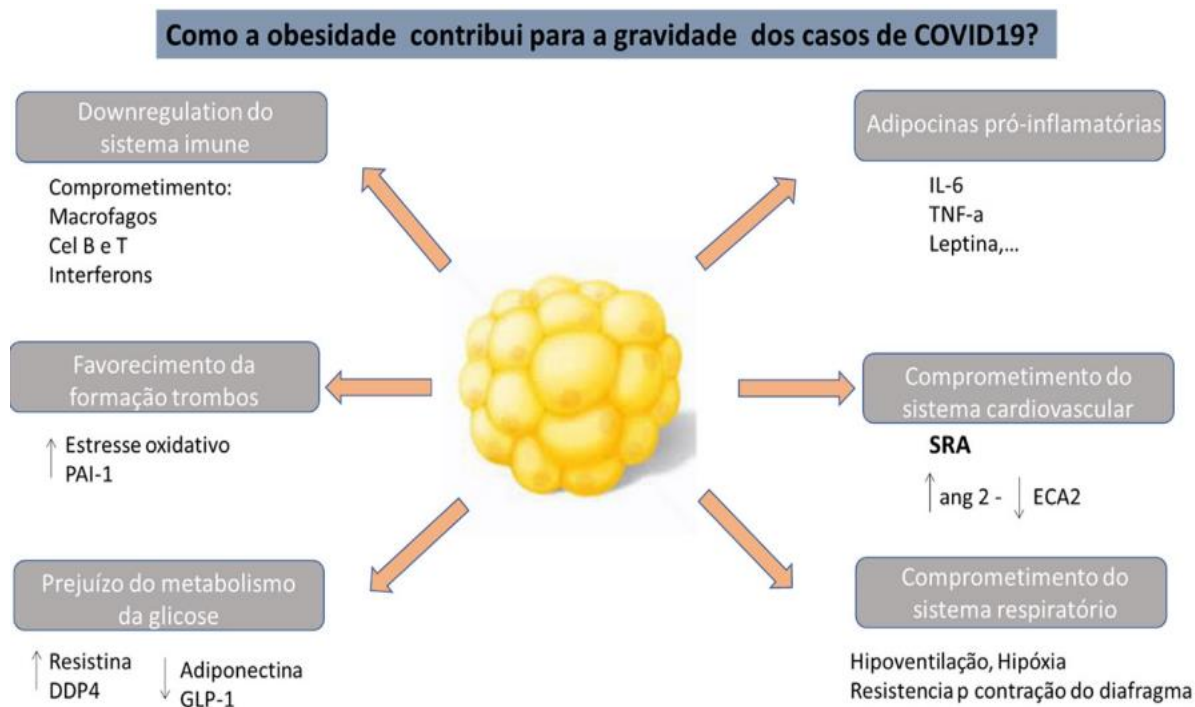 Como a obesidade contribui para a gravidade dos casos de COVID19?
Downregulation do
sistema imune
Comprometimento:
Macrofagos
Cel B e T
Interferons
Adipocinas pró-inflamatórias
IL-6
TNF-a
Leptina,...
Favorecimento da
formação trombos
↑ Estresse oxidativo
PAI-1
Comprometimento do
sistema cardiovascular
SRA
↑ ang 2 - ↓ ECA2
Prejuízo do metabolismo
da glicose
↑ Resistina
DDP4
↓ Adiponectina
GLP-1
Comprometimento do
sistema respiratório
Hipoventilação, Hipóxia
Resistencia p contração do diafragma